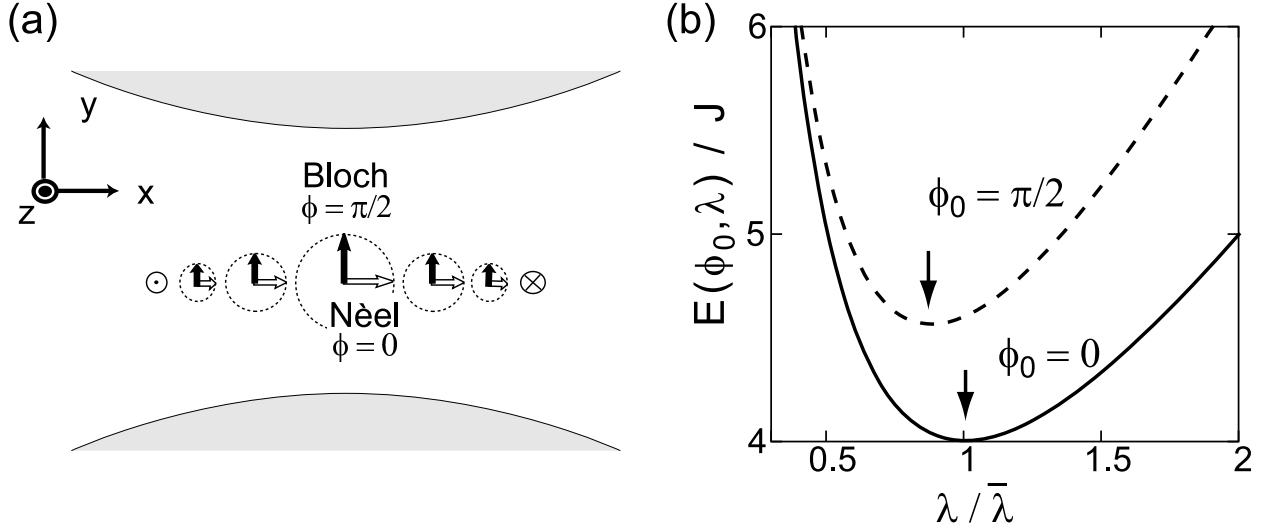 (a)
y
x
z
Bloch
ϕ = π/2
Nèel
ϕ = 0
(b)
E (ϕ₀, λ) / J
6
5
4
ϕ₀ = π/2
ϕ₀ = 0
0.5
1
1.5
2
λ / λ̄